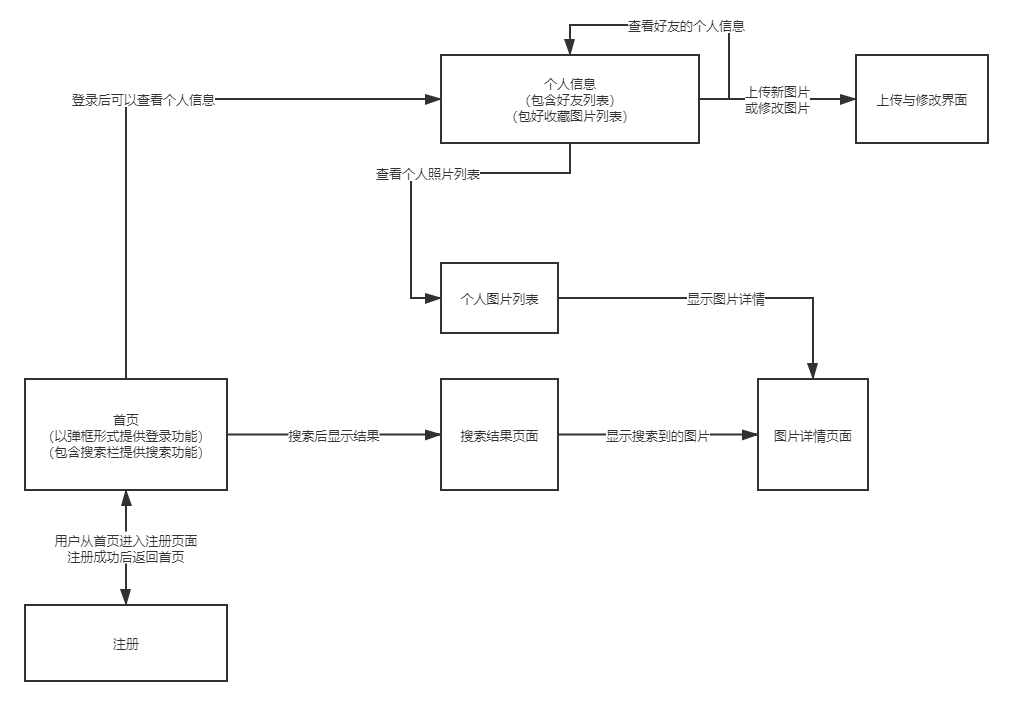 查看好友的个人信息
登录后可以查看个人信息
个人信息
（包含好友列表）
（包好收藏图片列表）
上传新图片
或修改图片
上传与修改界面
查看个人照片列表
个人图片列表
显示图片详情
首页
（以弹框形式提供登录功能）
（包含搜索栏提供搜索功能）
搜索后显示结果
搜索结果页面
显示搜索到的图片
图片详情页面
用户从首页进入注册页面
注册成功后返回首页
注册